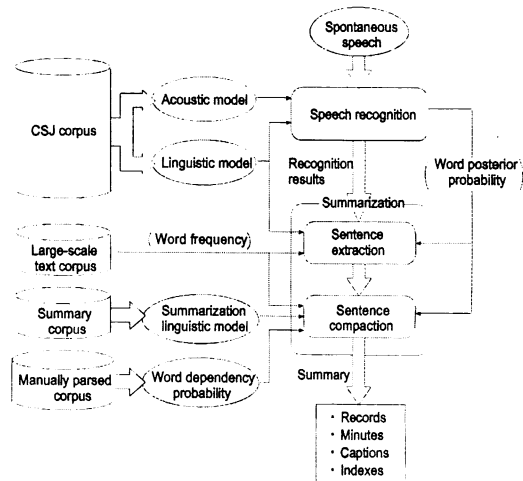 Spontaneous
speech
CSJ corpus
Acoustic model
Speech recognition
Linguistic model
Recognition
results
(Word posterior
probability)
Summarization
Large-scale
text corpus
(Word frequency)
Sentence
extraction
Summary
corpus
Summarization
linguistic model
Sentence
compaction
Manually parsed
corpus
Word dependency
probability
Summary
・ Records
・ Minutes
・ Captions
・ Indexes